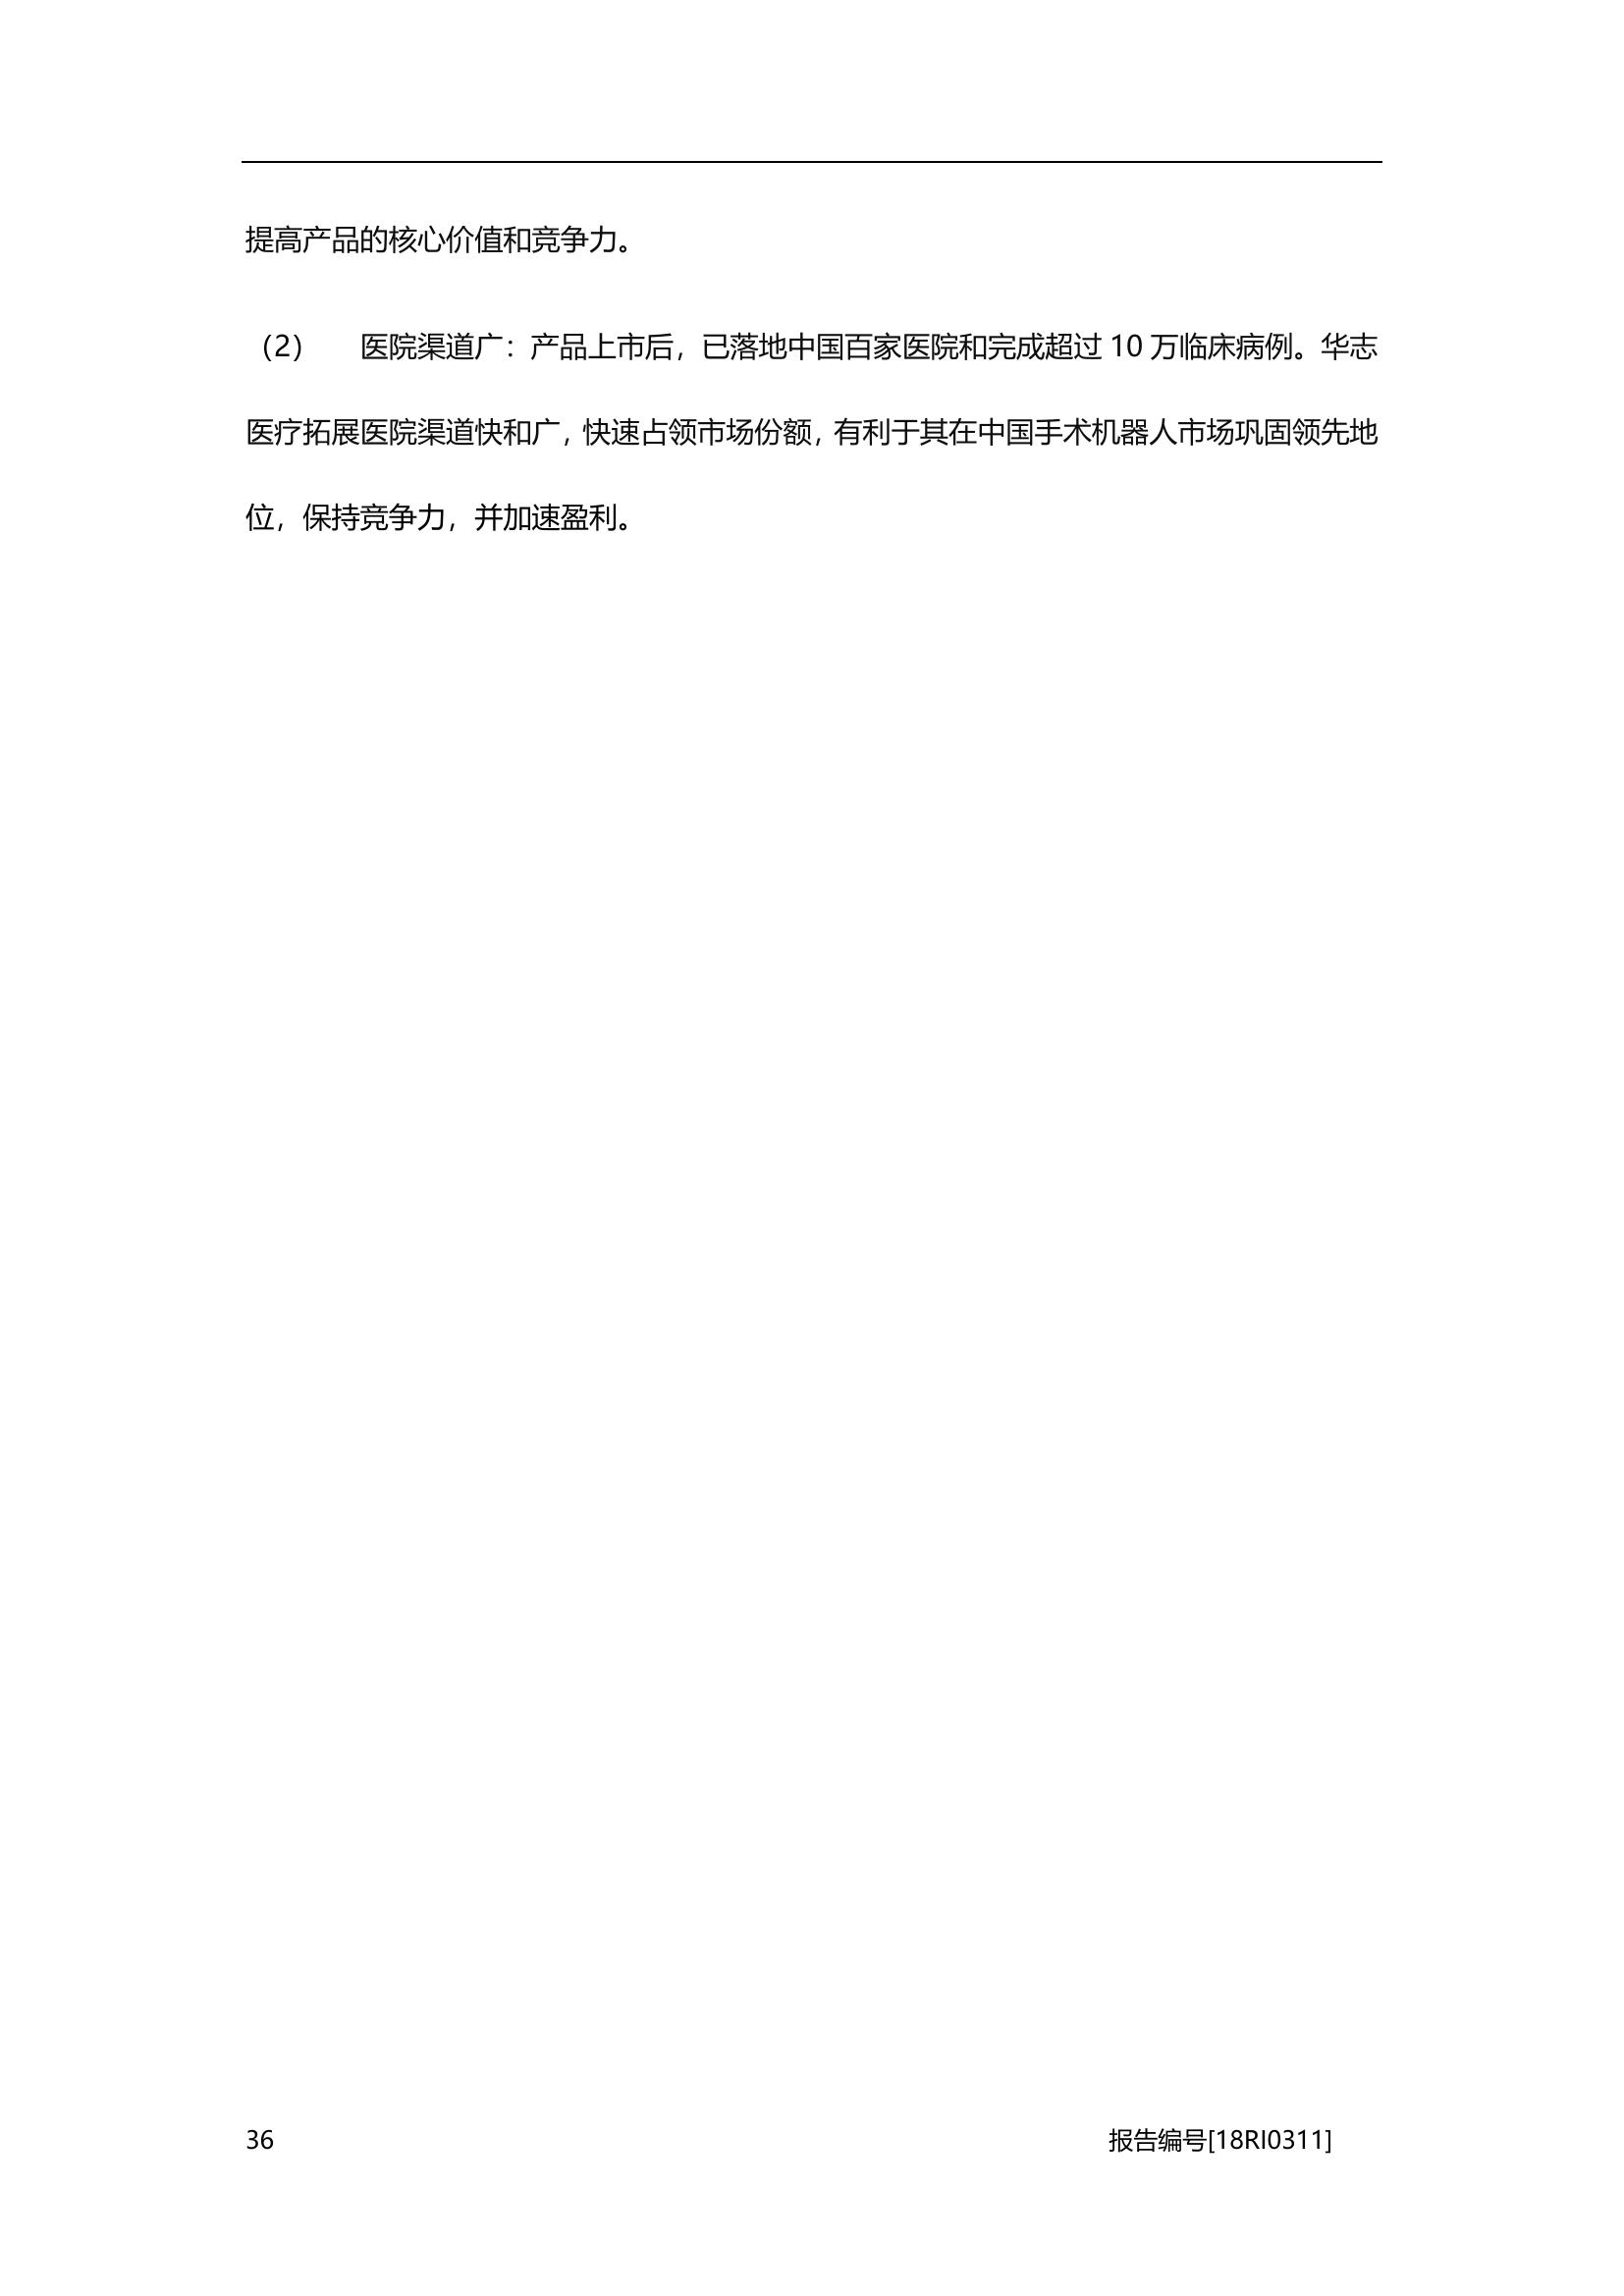 提高产品的核心价值和竞争力。
（2） 医院渠道广：产品上市后，已落地中国百家医院和完成超过 10 万临床病例。华志
医疗拓展医院渠道快和广，快速占领市场份额，有利于其在中国手术机器人市场巩固领先地
位，保持竞争力，并加速盈利。
36 报告编号[18RI0311]